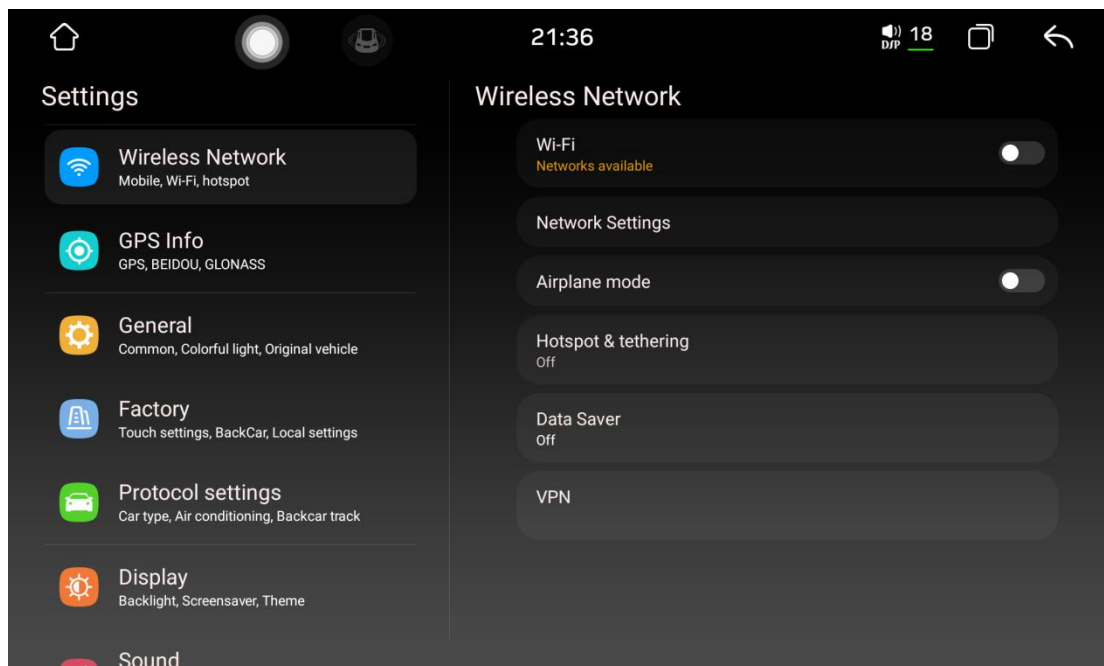 21:36
DSP 18
Settings
Wireless Network
Mobile, Wi-Fi, hotspot
GPS Info
GPS, BEIDOU, GLONASS
General
Common, Colorful light, Original vehicle
Factory
Touch settings, BackCar, Local settings
Protocol settings
Car type, Air conditioning, Backcar track
Display
Backlight, Screensaver, Theme
Sound
Wireless Network
Wi-Fi
Networks available
Network Settings
Airplane mode
Hotspot & tethering
Off
Data Saver
Off
VPN